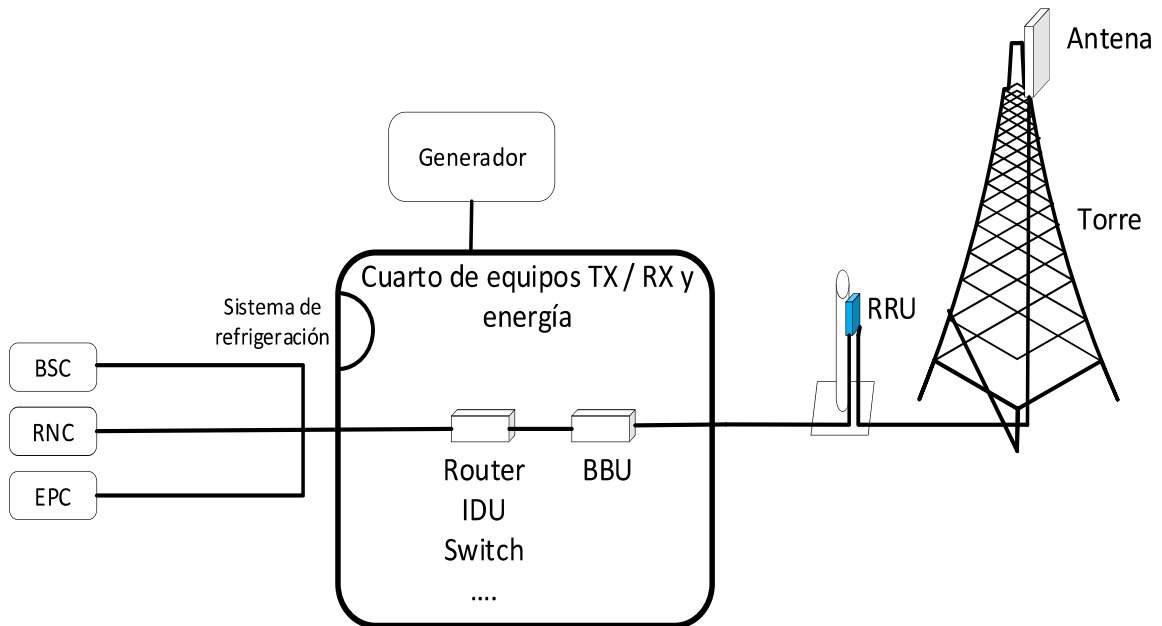 Antena
Generador
Torre
Cuarto de equipos TX / RX y
energía
Sistema de
refrigeración
RRU
BSC
RNC
EPC
Router
IDU
Switch
....
BBU